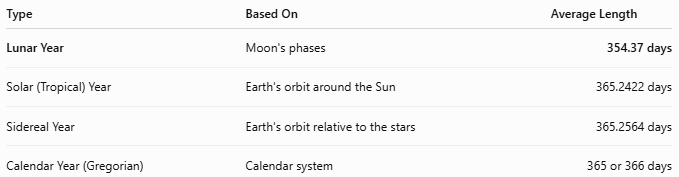 Type Based On Average Length
Lunar Year Moon's phases 354.37 days
Solar (Tropical) Year Earth's orbit around the Sun 365.2422 days
Sidereal Year Earth's orbit relative to the stars 365.2564 days
Calendar Year (Gregorian) Calendar system 365 or 366 days